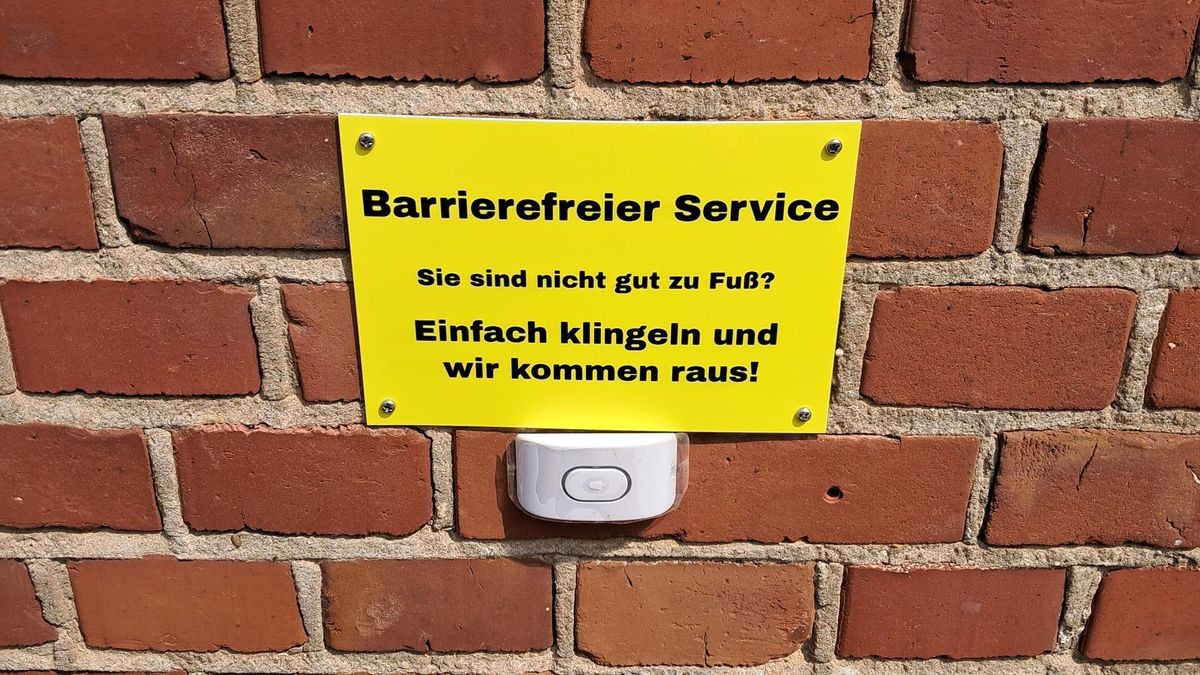 Barrierefreier Service
Sie sind nicht gut zu Fuß?
Einfach klingeln und
wir kommen raus!